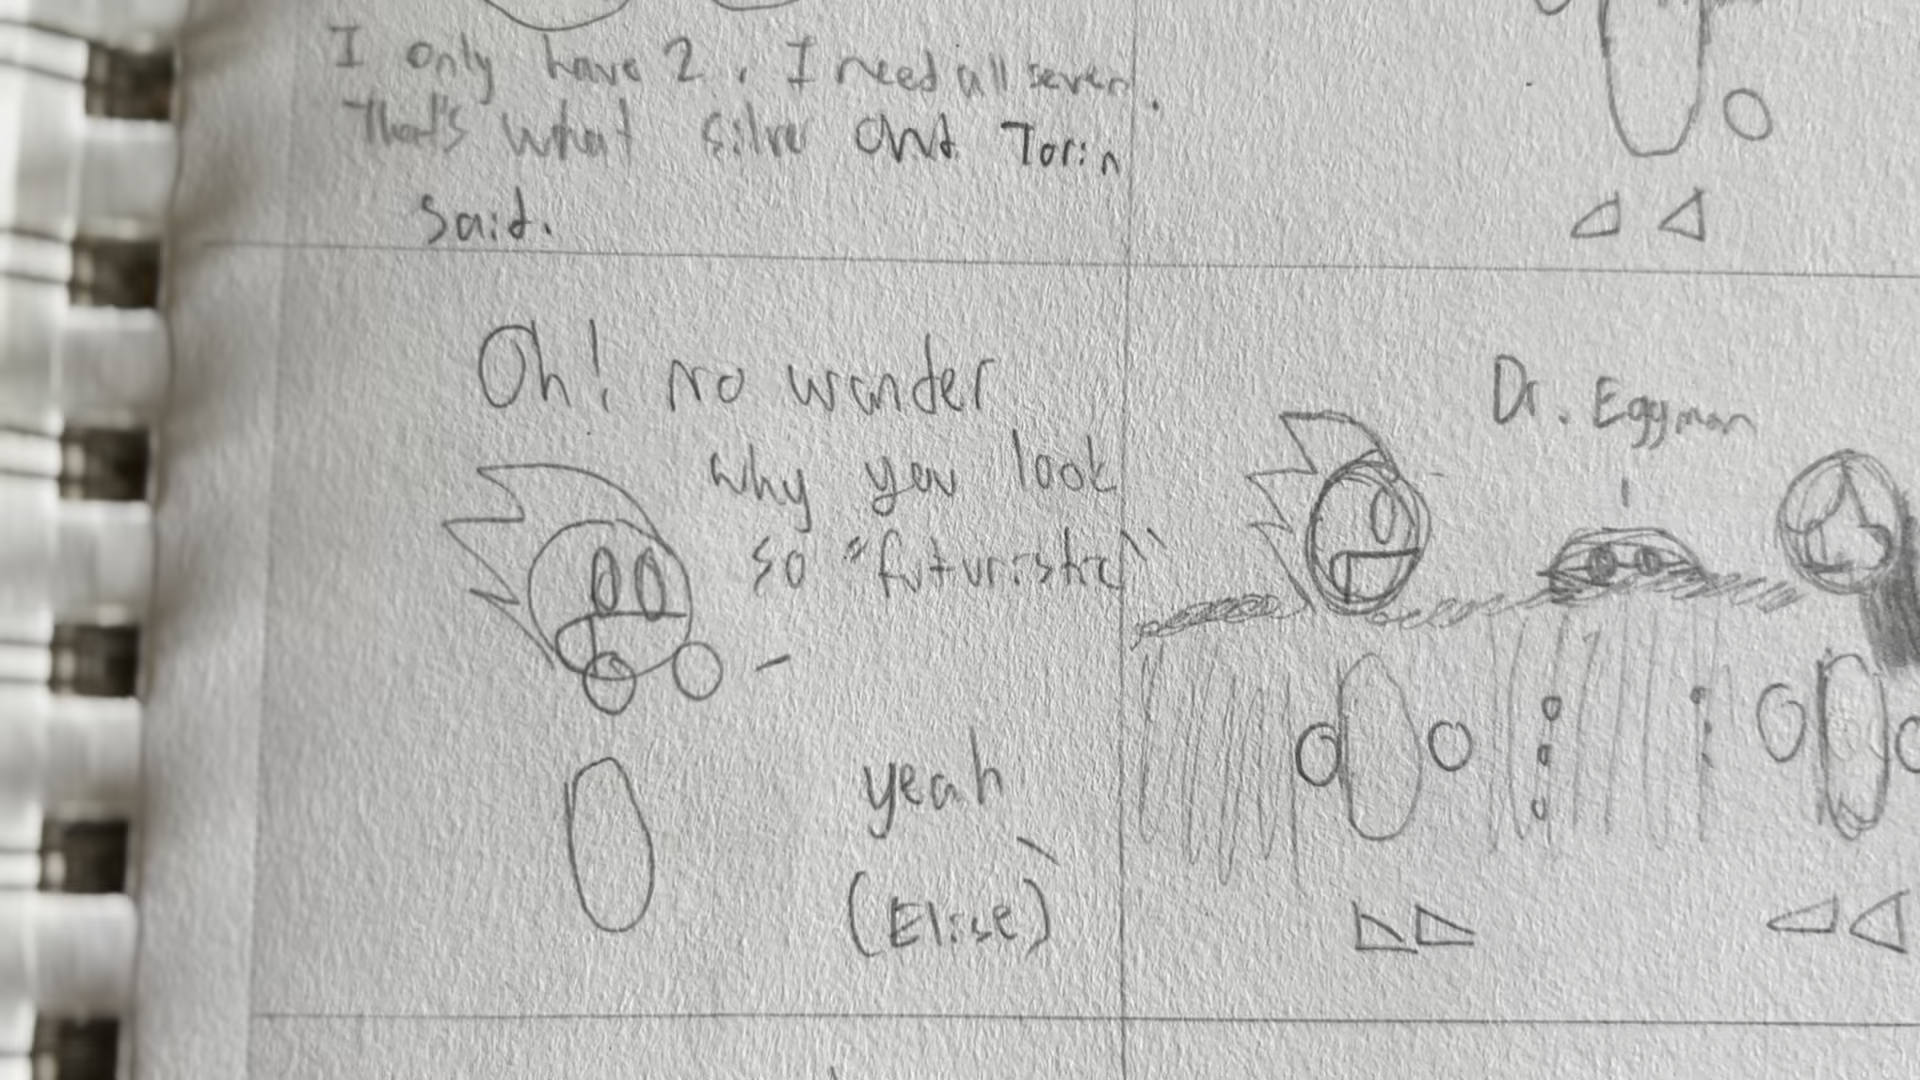 I only have 2. I need all seven.
That's what silver and Torin
said.
Oh! no wonder
why you look
so "futuristic"
yeah
(Elise)
Dr. Eggman